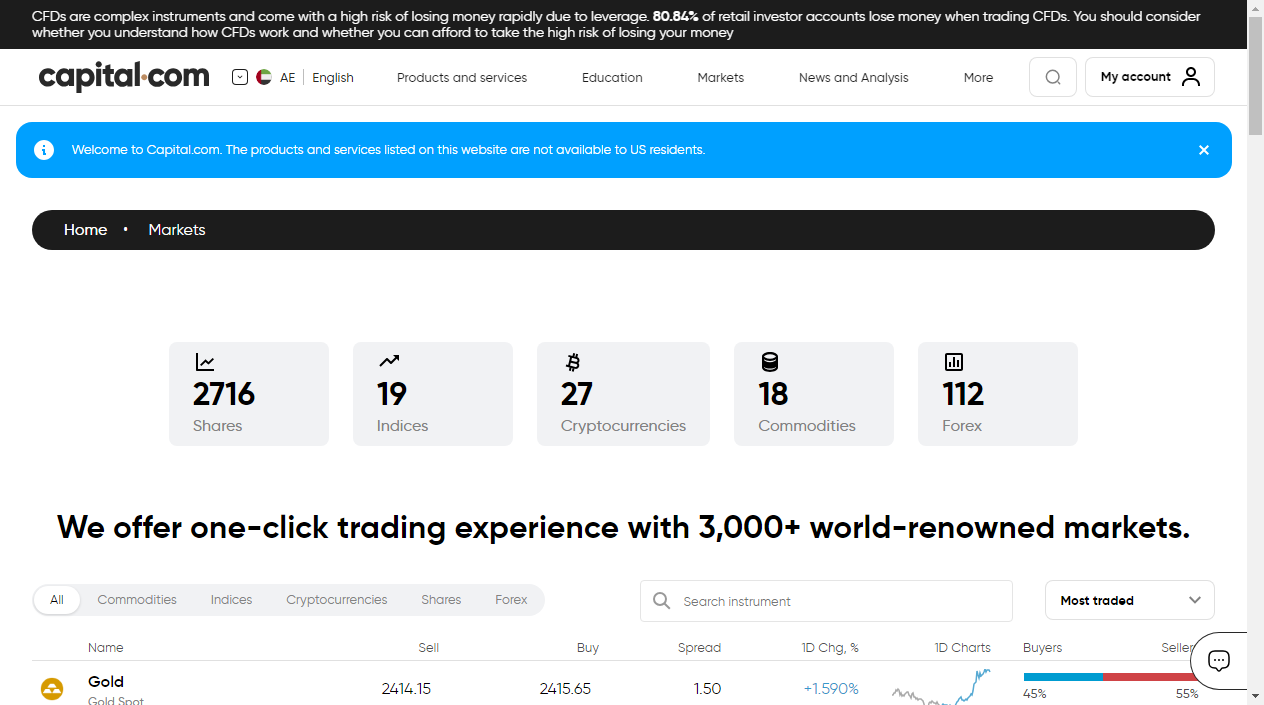 CFDs are complex instruments and come with a high risk of losing money rapidly due to leverage. 80.84% of retail investor accounts lose money when trading CFDs. You should consider
whether you understand how CFDs work and whether you can afford to take the high risk of losing your money
capital.com AE English Products and services Education Markets News and Analysis More My account
Welcome to Capital.com. The products and services listed on this website are not available to US residents.
Home • Markets
2716 19 27 18 112
Shares Indices Cryptocurrencies Commodities Forex
We offer one-click trading experience with 3,000+ world-renowned markets.
All Commodities Indices Cryptocurrencies Shares Forex Search instrument Most traded
Name Sell Buy Spread 1D Chg, % 1D Charts Buyers Seller
Gold 2414.15 2415.65 1.50 +1.590%
Gold Spot 45% 55%